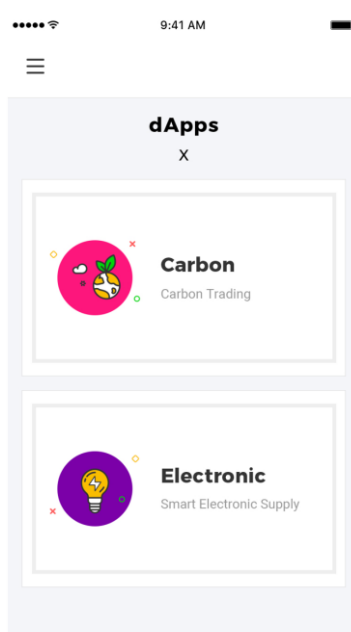 9:41 AM
dApps
X
Carbon
Carbon Trading
Electronic
Smart Electronic Supply